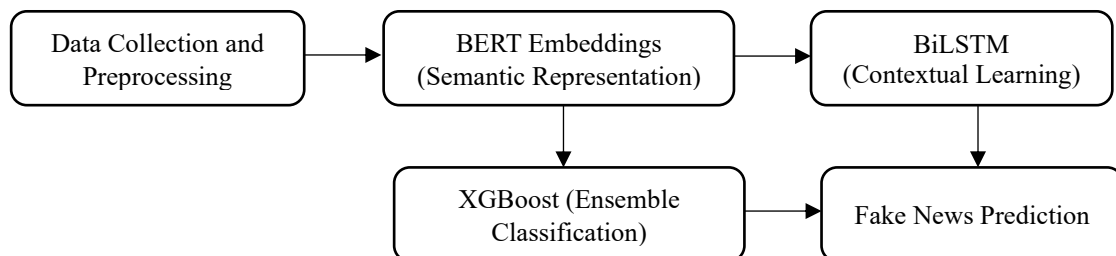 Data Collection and
Preprocessing
BERT Embeddings
(Semantic Representation)
BiLSTM
(Contextual Learning)
XGBoost (Ensemble
Classification)
Fake News Prediction